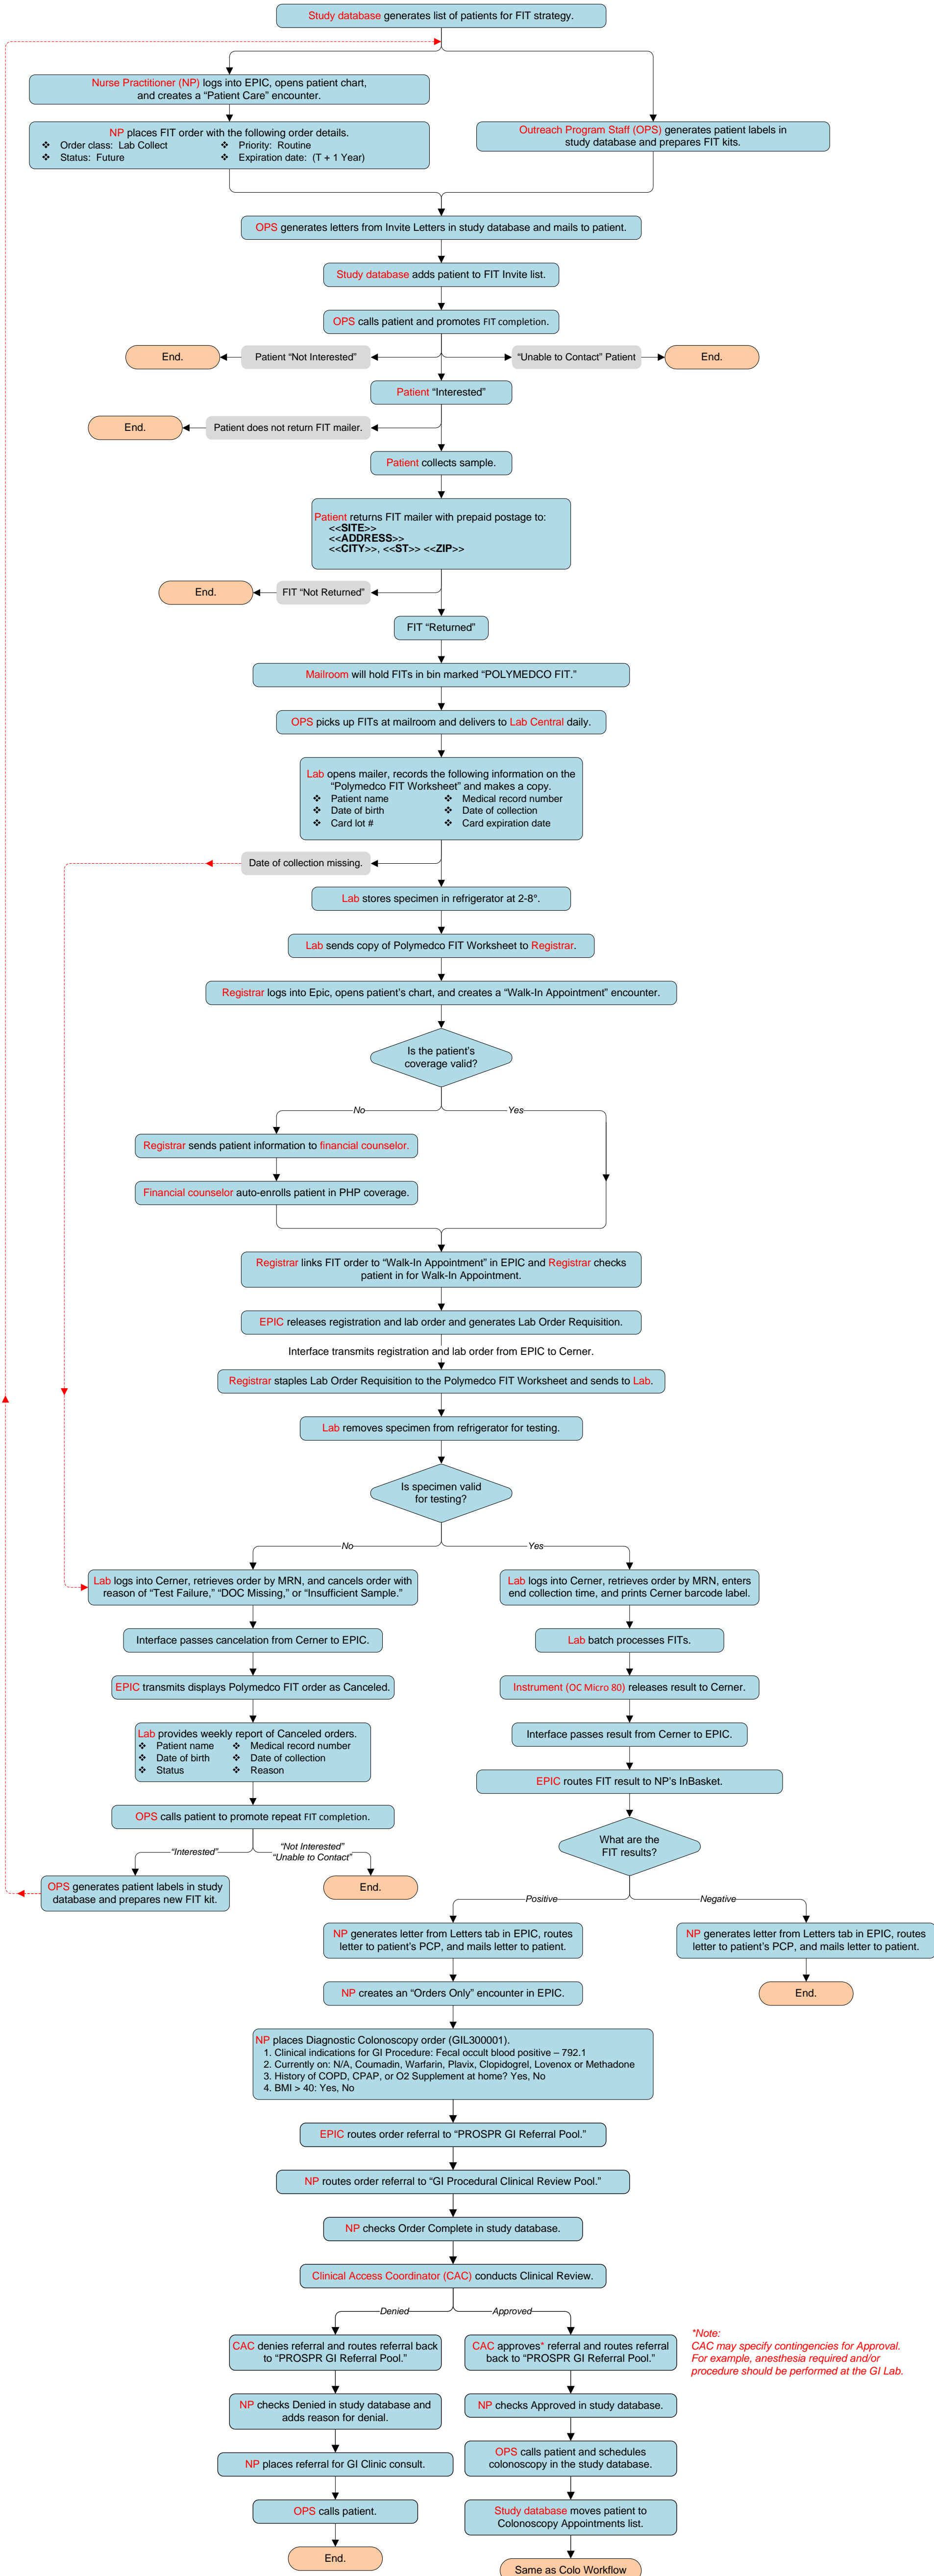 Study database generates list of patients for FIT strategy.
Nurse Practitioner (NP) logs into EPIC, opens patient chart,
and creates a “Patient Care” encounter.
NP places FIT order with the following order details.
❖ Order class: Lab Collect ❖ Priority: Routine
❖ Status: Future ❖ Expiration date: (T + 1 Year)
Outreach Program Staff (OPS) generates patient labels in
study database and prepares FIT kits.
OPS generates letters from Invite Letters in study database and mails to patient.
Study database adds patient to FIT Invite list.
OPS calls patient and promotes FIT completion.
End.
Patient “Not Interested”
“Unable to Contact” Patient
End.
Patient “Interested”
End.
Patient does not return FIT mailer.
Patient collects sample.
Patient returns FIT mailer with prepaid postage to:
<<SITE>>
<<ADDRESS>>
<<CITY>>, <<ST>> <<ZIP>>
End.
FIT “Not Returned”
FIT “Returned”
Mailroom will hold FITs in bin marked “POLYMEDCO FIT.”
OPS picks up FITs at mailroom and delivers to Lab Central daily.
Lab opens mailer, records the following information on the
“Polymedco FIT Worksheet” and makes a copy.
❖ Patient name ❖ Medical record number
❖ Date of birth ❖ Date of collection
❖ Card lot # ❖ Card expiration date
Date of collection missing.
Lab stores specimen in refrigerator at 2-8°.
Lab sends copy of Polymedco FIT Worksheet to Registrar.
Registrar logs into Epic, opens patient’s chart, and creates a “Walk-In Appointment” encounter.
Is the patient’s
coverage valid?
No
Yes
Registrar sends patient information to financial counselor.
Financial counselor auto-enrolls patient in PHP coverage.
Registrar links FIT order to “Walk-In Appointment” in EPIC and Registrar checks
patient in for Walk-In Appointment.
EPIC releases registration and lab order and generates Lab Order Requisition.
Interface transmits registration and lab order from EPIC to Cerner.
Registrar staples Lab Order Requisition to the Polymedco FIT Worksheet and sends to Lab.
Lab removes specimen from refrigerator for testing.
Is specimen valid
for testing?
No
Yes
Lab logs into Cerner, retrieves order by MRN, and cancels order with
reason of “Test Failure,” “DOC Missing,” or “Insufficient Sample.”
Interface passes cancelation from Cerner to EPIC.
EPIC transmits displays Polymedco FIT order as Canceled.
Lab provides weekly report of Canceled orders.
❖ Patient name ❖ Medical record number
❖ Date of birth ❖ Date of collection
❖ Status ❖ Reason
OPS calls patient to promote repeat FIT completion.
“Interested”
“Not Interested”
“Unable to Contact”
OPS generates patient labels in study
database and prepares new FIT kit.
End.
Lab logs into Cerner, retrieves order by MRN, enters
end collection time, and prints Cerner barcode label.
Lab batch processes FITs.
Instrument (OC Micro 80) releases result to Cerner.
Interface passes result from Cerner to EPIC.
EPIC routes FIT result to NP’s InBasket.
What are the
FIT results?
Positive
Negative
NP generates letter from Letters tab in EPIC, routes
letter to patient’s PCP, and mails letter to patient.
NP generates letter from Letters tab in EPIC, routes
letter to patient’s PCP, and mails letter to patient.
End.
NP creates an “Orders Only” encounter in EPIC.
NP places Diagnostic Colonoscopy order (GIL300001).
1. Clinical indications for GI Procedure: Fecal occult blood positive – 792.1
2. Currently on: N/A, Coumadin, Warfarin, Plavix, Clopidogrel, Lovenox or Methadone
3. History of COPD, CPAP, or O2 Supplement at home? Yes, No
4. BMI > 40: Yes, No
EPIC routes order referral to “PROSPR GI Referral Pool.”
NP routes order referral to “GI Procedural Clinical Review Pool.”
NP checks Order Complete in study database.
Clinical Access Coordinator (CAC) conducts Clinical Review.
Denied
Approved
CAC denies referral and routes referral back
to “PROSPR GI Referral Pool.”
NP checks Denied in study database and
adds reason for denial.
NP places referral for GI Clinic consult.
OPS calls patient.
End.
CAC approves* referral and routes referral
back to “PROSPR GI Referral Pool.”
NP checks Approved in study database.
OPS calls patient and schedules
colonoscopy in the study database.
Study database moves patient to
Colonoscopy Appointments list.
Same as Colo Workflow
*Note:
CAC may specify contingencies for Approval.
For example, anesthesia required and/or
procedure should be performed at the GI Lab.